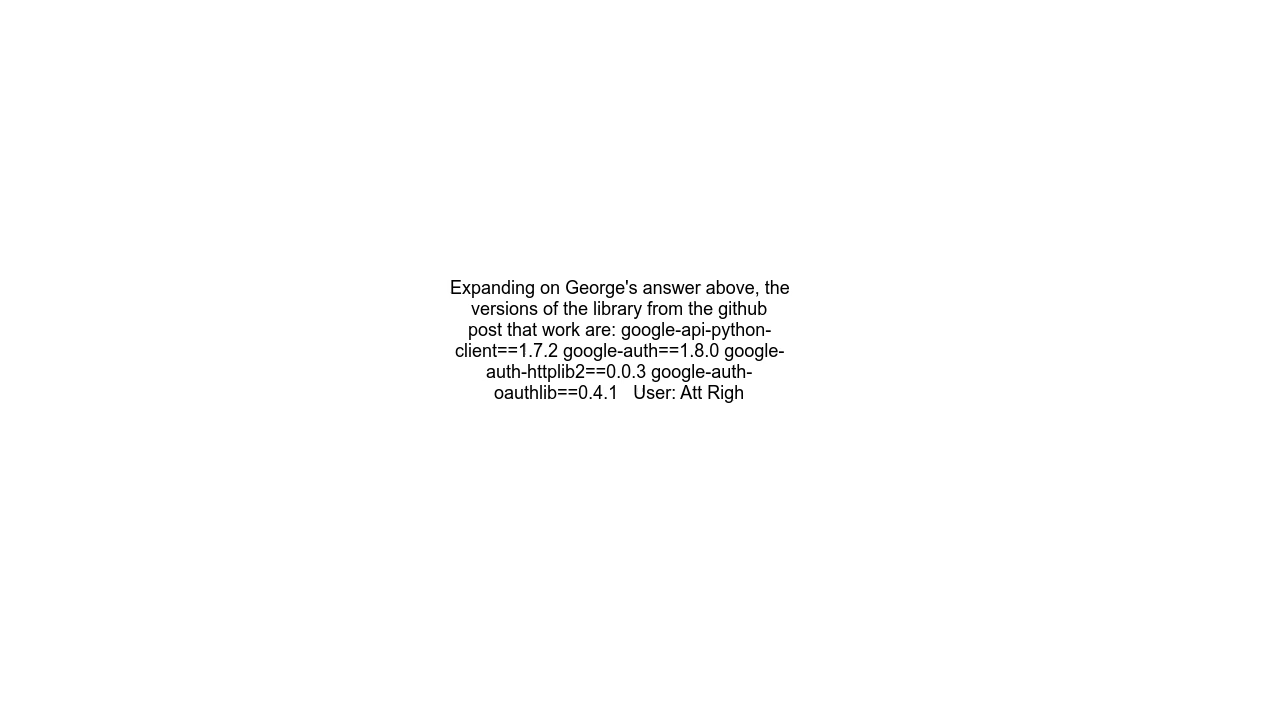 Expanding on George's answer above, the
versions of the library from the github
post that work are: google-api-python-
client==1.7.2 google-auth==1.8.0 google-
auth-httplib2==0.0.3 google-auth-
oauthlib==0.4.1   User: Att Righ